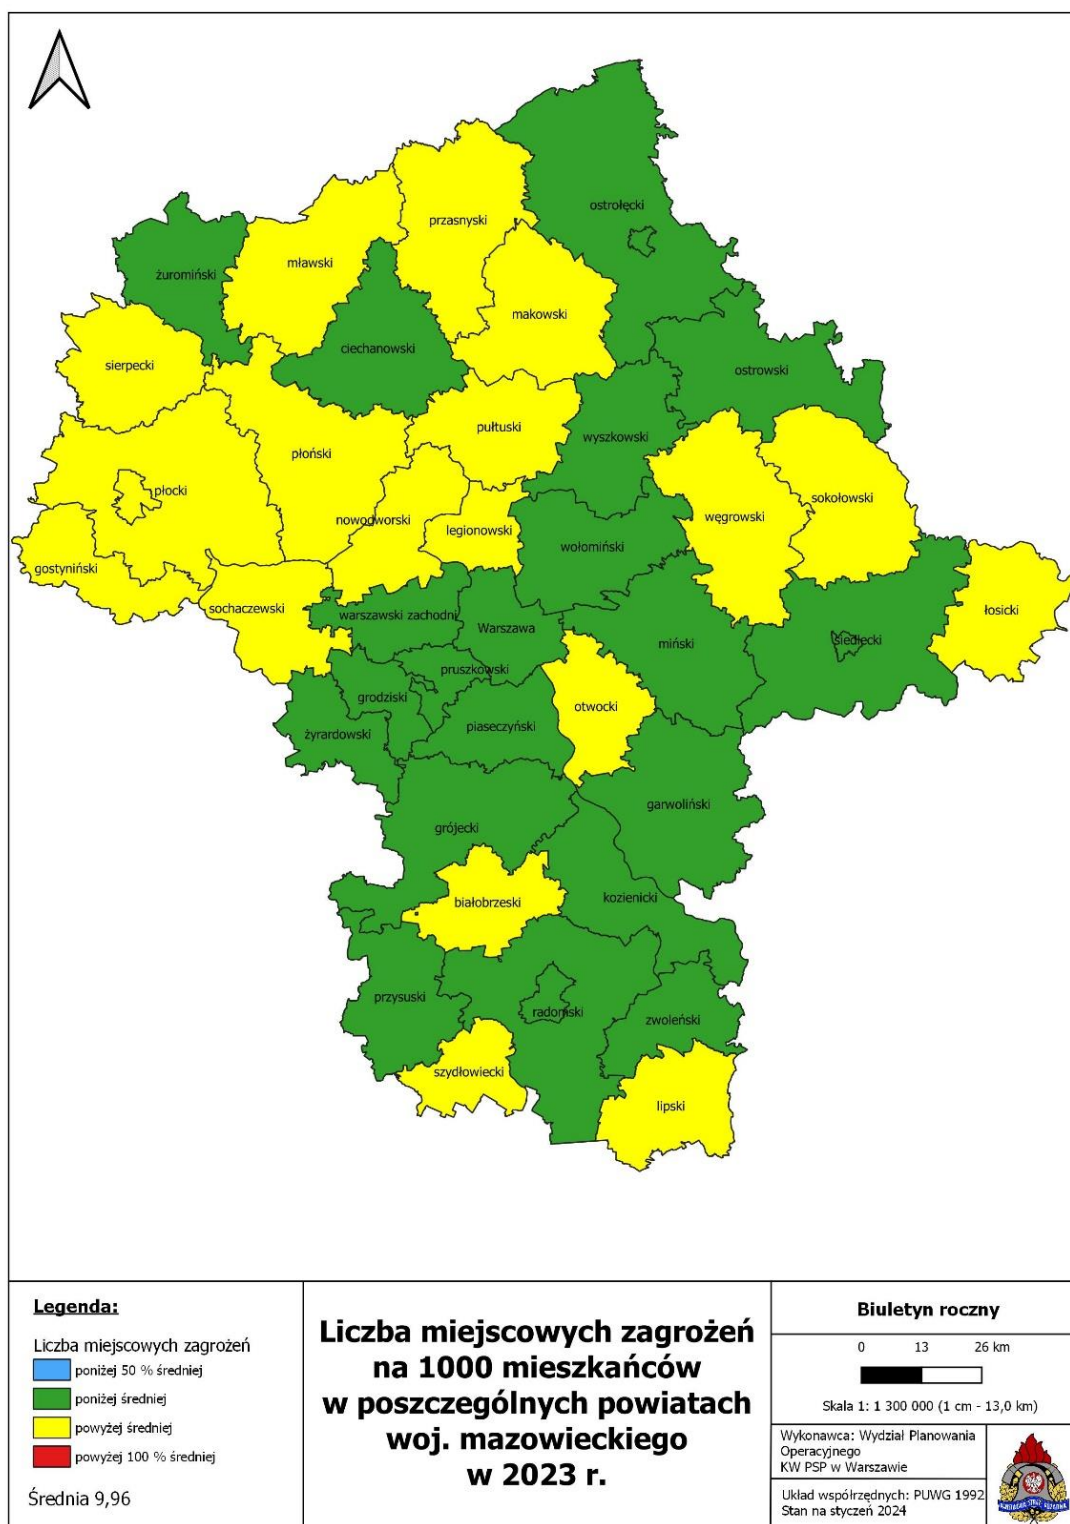 ostrołęcki
przasnyski
mławski
żuromiński
makowski
ciechanowski
sierpecki
ostrowski
pułtuski
wyszkowski
płoński
płocki
sokołowski
węgrowski
nowodworski
legionowski
wołomiński
gostyniński
sochaczewski
łosicki
warszawski zachodni
Warszawa
miński
siedlecki
pruszkowski
grodziski
otwocki
piaseczyński
żyrardowski
garwoliński
grójecki
kozienicki
białobrzeski
przysuski
radomski
zwoleński
szydłowiecki
lipski
Legenda:
Liczba miejscowych zagrożeń
poniżej 50 % średniej
poniżej średniej
powyżej średniej
powyżej 100 % średniej
Średnia 9,96
Liczba miejscowych zagrożeń
na 1000 mieszkańców
w poszczególnych powiatach
woj. mazowieckiego
w 2023 r.
Biuletyn roczny
0 13 26 km
Skala 1: 1 300 000 (1 cm - 13,0 km)
Wykonawca: Wydział Planowania
Operacyjnego
KW PSP w Warszawie
Układ współrzędnych: PUWG 1992
Stan na styczeń 2024